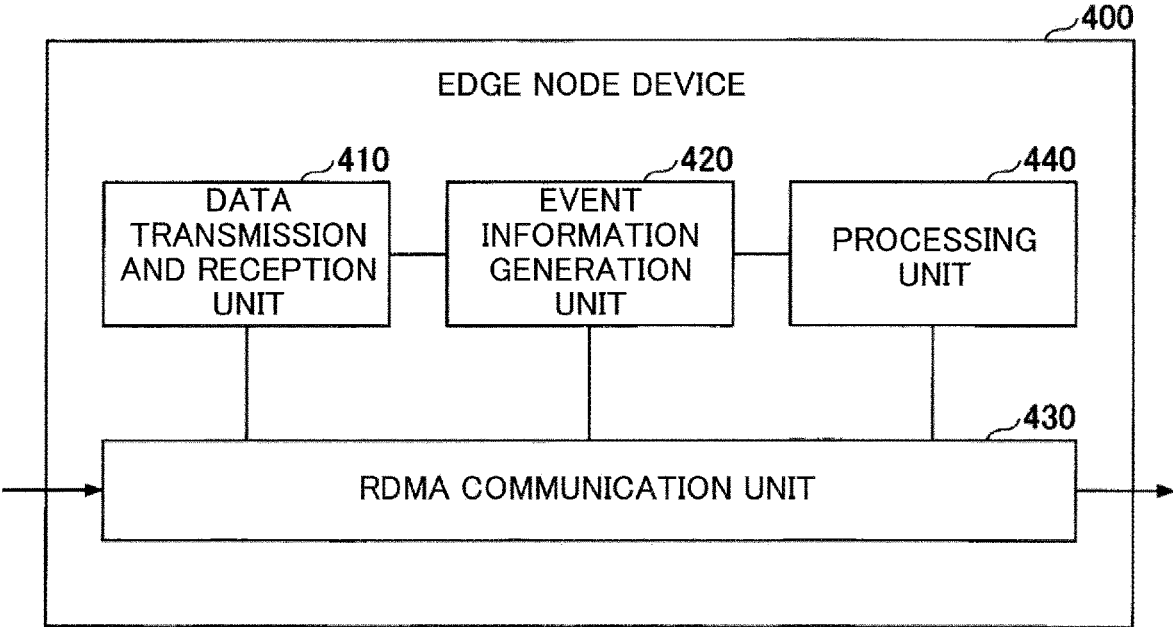 400
EDGE NODE DEVICE
410
420
440
DATA
TRANSMISSION
AND RECEPTION
UNIT
EVENT
INFORMATION
GENERATION
UNIT
PROCESSING
UNIT
430
RDMA COMMUNICATION UNIT